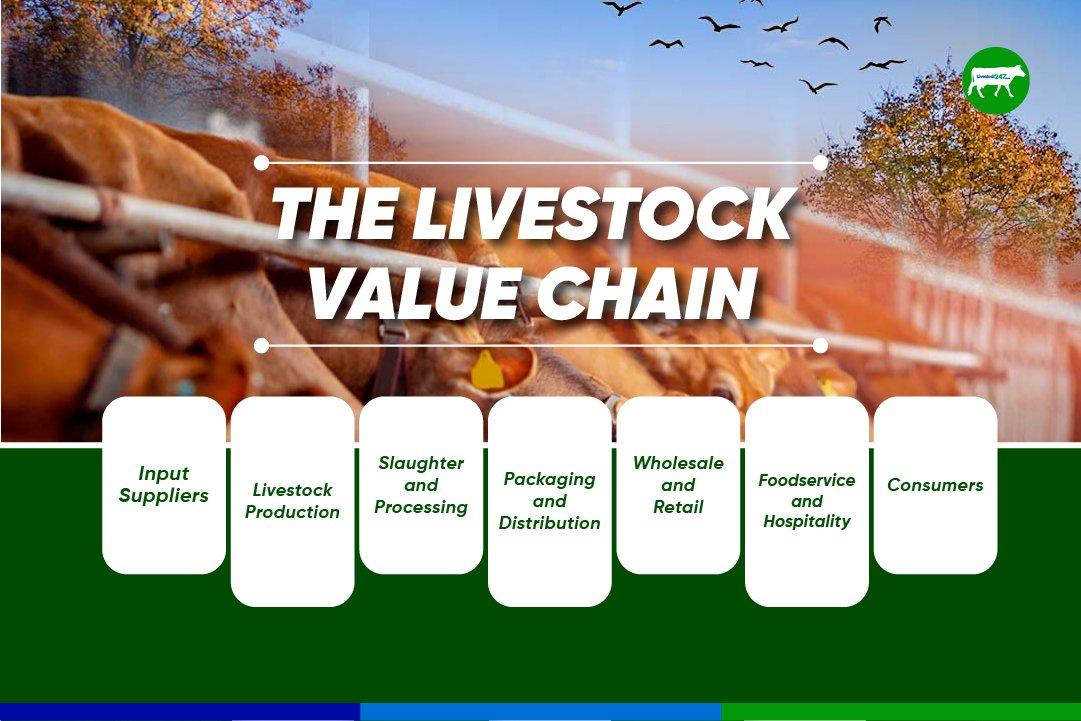 Livestock247
THE LIVESTOCK
VALUE CHAIN
Input
Suppliers
Livestock
Production
Slaughter
and
Processing
Packaging
and
Distribution
Wholesale
and
Retail
Foodservice
and
Hospitality
Consumers